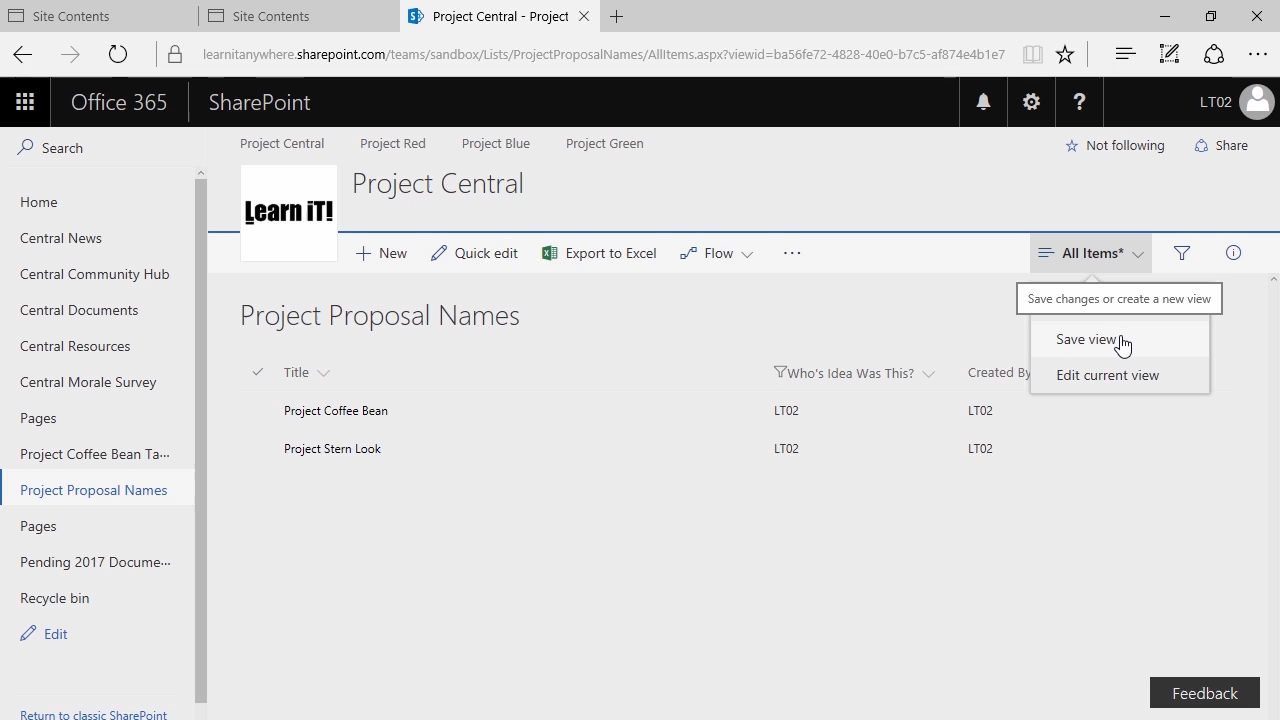 Site Contents
Site Contents
Project Central - Project
learnitanywhere.sharepoint.com/teams/sandbox/Lists/ProjectProposalNames/AllItems.aspx?viewid=ba56fe72-4828-40e0-b7c5-af874e4b1e7
Office 365
SharePoint
?
LT02
Search
Project Central
Project Red
Project Blue
Project Green
Not following
Share
Learn iT!
Project Central
Home
Central News
Central Community Hub
Central Documents
Central Resources
Central Morale Survey
Pages
Project Coffee Bean Ta...
Project Proposal Names
Pages
Pending 2017 Docume...
Recycle bin
Edit
Return to classic SharePoint
New
Quick edit
Export to Excel
Flow
...
All Items*
Save changes or create a new view
Save view
Edit current view
Project Proposal Names
Title
Who's Idea Was This?
Created By
Project Coffee Bean
LT02
LT02
Project Stern Look
LT02
LT02
Feedback